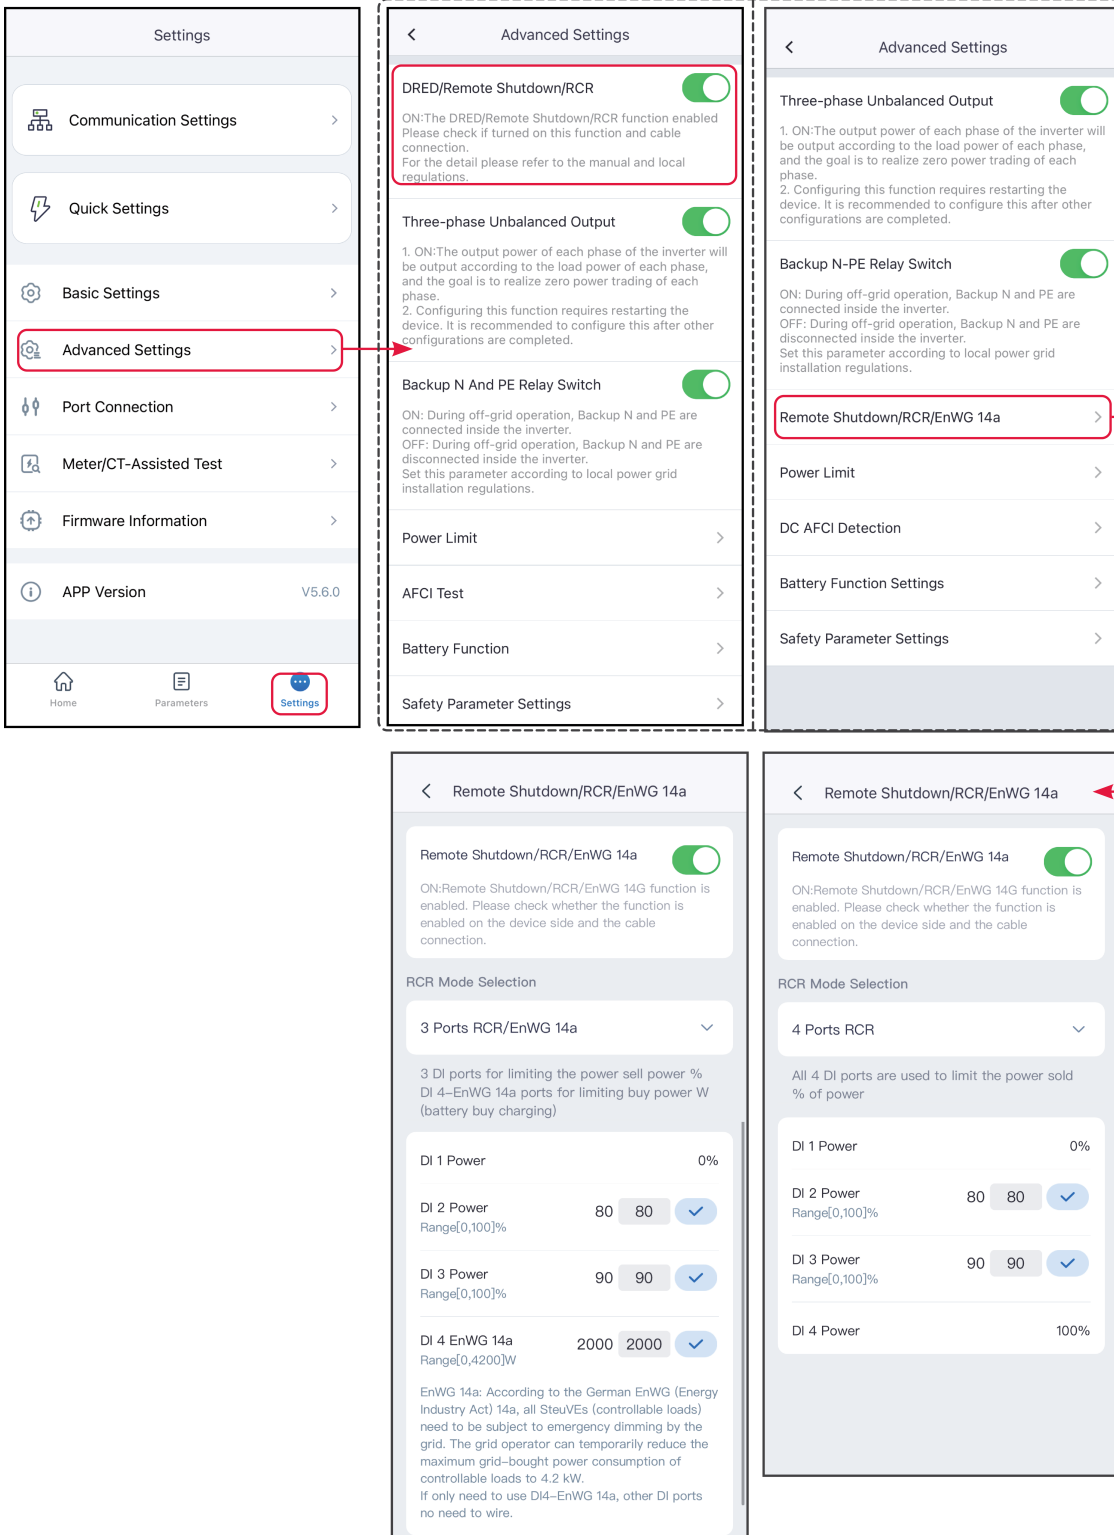 Settings
Communication Settings
Quick Settings
Basic Settings
Advanced Settings
Port Connection
Meter/CT-Assisted Test
Firmware Information
APP Version V5.6.0
Home Parameters Settings
Advanced Settings
DRED/Remote Shutdown/RCR
ON:The DRED/Remote Shutdown/RCR function enabled
Please check if turned on this function and cable
connection.
For the detail please refer to the manual and local
regulations.
Three-phase Unbalanced Output
1. ON:The output power of each phase of the inverter will
be output according to the load power of each phase,
and the goal is to realize zero power trading of each
phase.
2. Configuring this function requires restarting the
device. It is recommended to configure this after other
configurations are completed.
Backup N And PE Relay Switch
ON: During off-grid operation, Backup N and PE are
connected inside the inverter.
OFF: During off-grid operation, Backup N and PE are
disconnected inside the inverter.
Set this parameter according to local power grid
installation regulations.
Power Limit
AFCI Test
Battery Function
Safety Parameter Settings
Advanced Settings
Three-phase Unbalanced Output
1. ON:The output power of each phase of the inverter will
be output according to the load power of each phase,
and the goal is to realize zero power trading of each
phase.
2. Configuring this function requires restarting the
device. It is recommended to configure this after other
configurations are completed.
Backup N-PE Relay Switch
ON: During off-grid operation, Backup N and PE are
connected inside the inverter.
OFF: During off-grid operation, Backup N and PE are
disconnected inside the inverter.
Set this parameter according to local power grid
installation regulations.
Remote Shutdown/RCR/EnWG 14a
Power Limit
DC AFCI Detection
Battery Function Settings
Safety Parameter Settings
Remote Shutdown/RCR/EnWG 14a
Remote Shutdown/RCR/EnWG 14a
ON:Remote Shutdown/RCR/EnWG 14G function is
enabled. Please check whether the function is
enabled on the device side and the cable
connection.
RCR Mode Selection
3 Ports RCR/EnWG 14a
3 DI ports for limiting the power sell power %
DI 4-EnWG 14a ports for limiting buy power W
(battery buy charging)
DI 1 Power 0%
DI 2 Power 80 80
Range[0,100]%
DI 3 Power 90 90
Range[0,100]%
DI 4 EnWG 14a 2000 2000
Range[0,4200]W
EnWG 14a: According to the German EnWG (Energy
Industry Act) 14a, all SteuVEs (controllable loads)
need to be subject to emergency dimming by the
grid. The grid operator can temporarily reduce the
maximum grid-bought power consumption of
controllable loads to 4.2 kW.
If only need to use DI4-EnWG 14a, other DI ports
no need to wire.
Remote Shutdown/RCR/EnWG 14a
Remote Shutdown/RCR/EnWG 14a
ON:Remote Shutdown/RCR/EnWG 14G function is
enabled. Please check whether the function is
enabled on the device side and the cable
connection.
RCR Mode Selection
4 Ports RCR
All 4 DI ports are used to limit the power sold
% of power
DI 1 Power 0%
DI 2 Power 80 80
Range[0,100]%
DI 3 Power 90 90
Range[0,100]%
DI 4 Power 100%